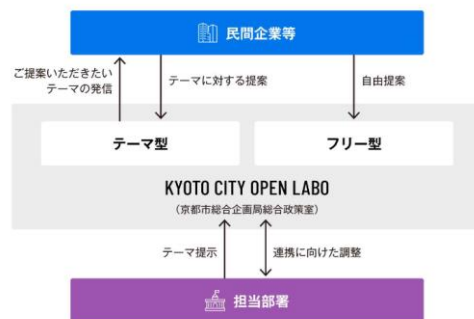 民間企業等
ご提案いただきたい
テーマの発信
テーマに対する提案
自由提案
テーマ型
フリー型
KYOTO CITY OPEN LABO
（京都市総合企画局総合政策室）
テーマ提示
連携に向けた調整
担当部署